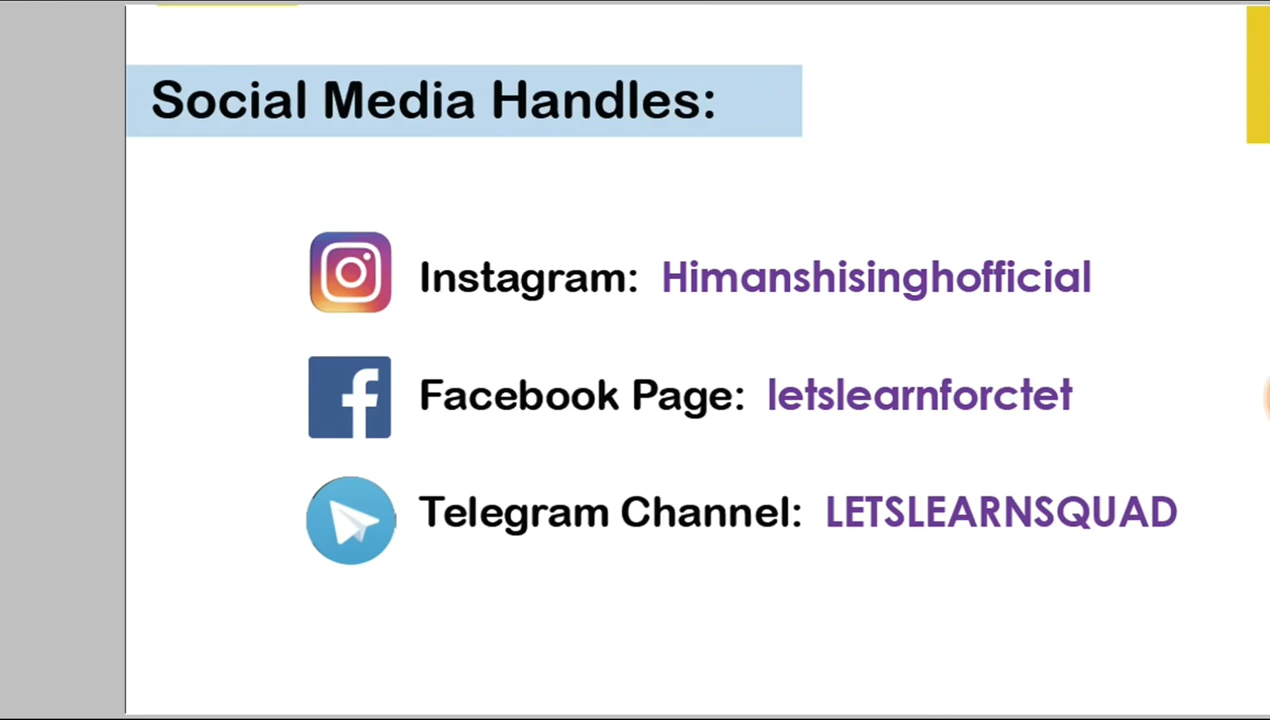 Social Media Handles:
Instagram: Himanshisinghofficial
Facebook Page: letslearnforctet
Telegram Channel: LETSLEARNSQUAD